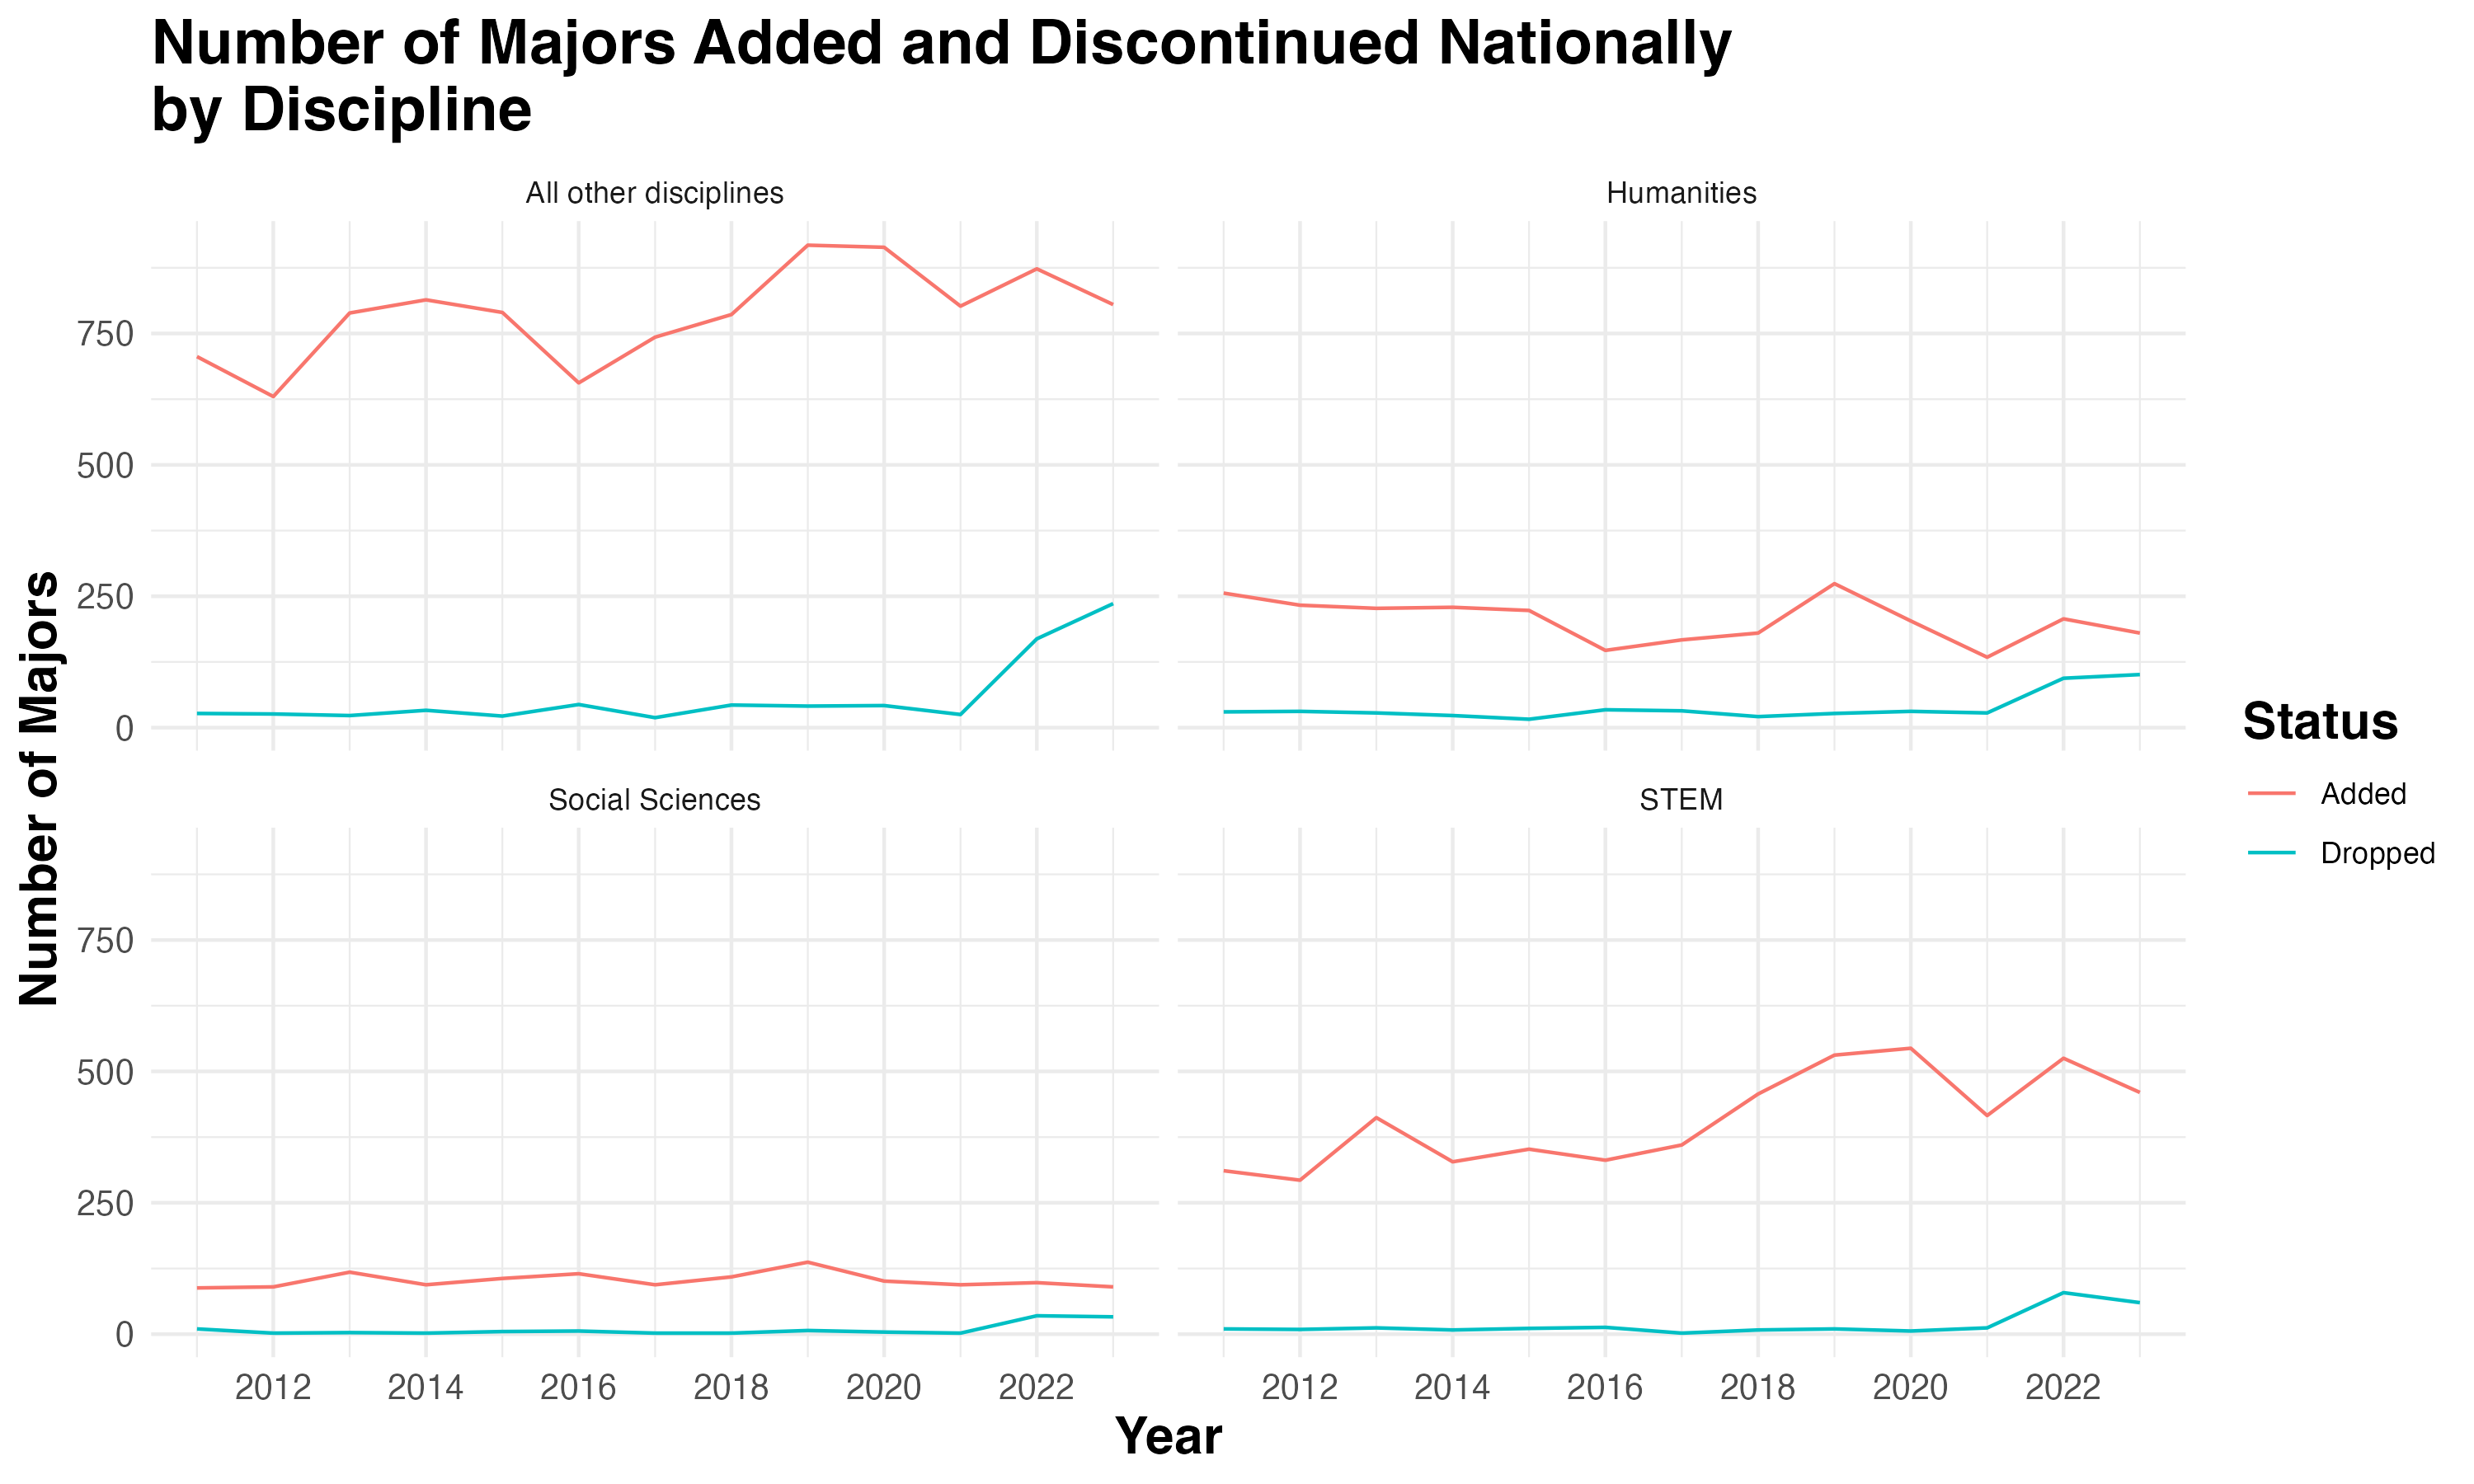 Number of Majors Added and Discontinued Nationally
by Discipline
All other disciplines
Humanities
750
500
250
0
Social Sciences
STEM
750
500
250
0
2012 2014 2016 2018 2020 2022
2012 2014 2016 2018 2020 2022
Number of Majors
Year
Status
Added
Dropped